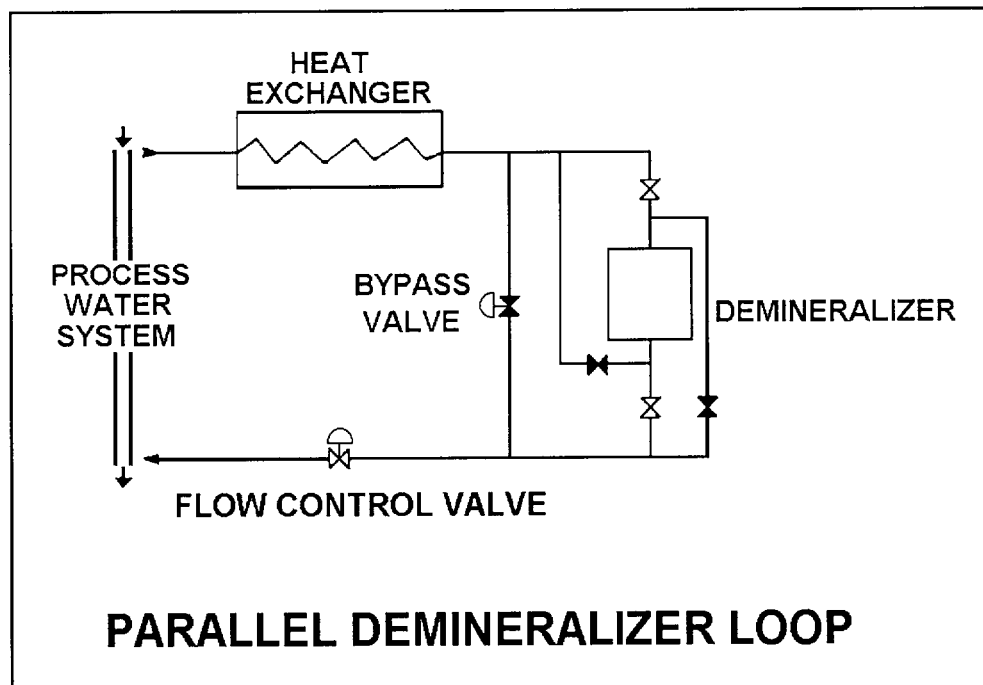 HEAT
EXCHANGER
PROCESS
WATER
SYSTEM
BYPASS
VALVE
DEMINERALIZER
FLOW CONTROL VALVE
PARALLEL DEMINERALIZER LOOP